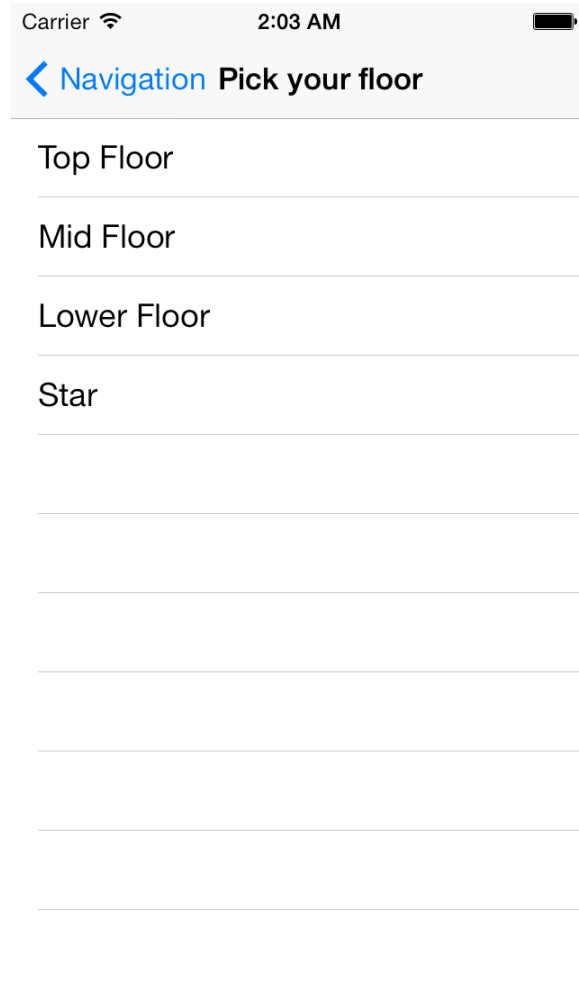 Carrier 2:03 AM
Navigation Pick your floor
Top Floor
Mid Floor
Lower Floor
Star